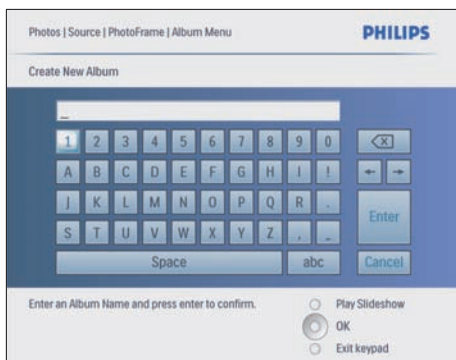 Photos | Source | PhotoFrame | Album Menu
PHILIPS
Create New Album
_
1 2 3 4 5 6 7 8 9 0
A B C D E F G H I !
J K L M N O P Q R .
Enter
S T U V W X Y Z , _
Space abc Cancel
Enter an Album Name and press enter to confirm.
Play Slideshow
OK
Exit keypad